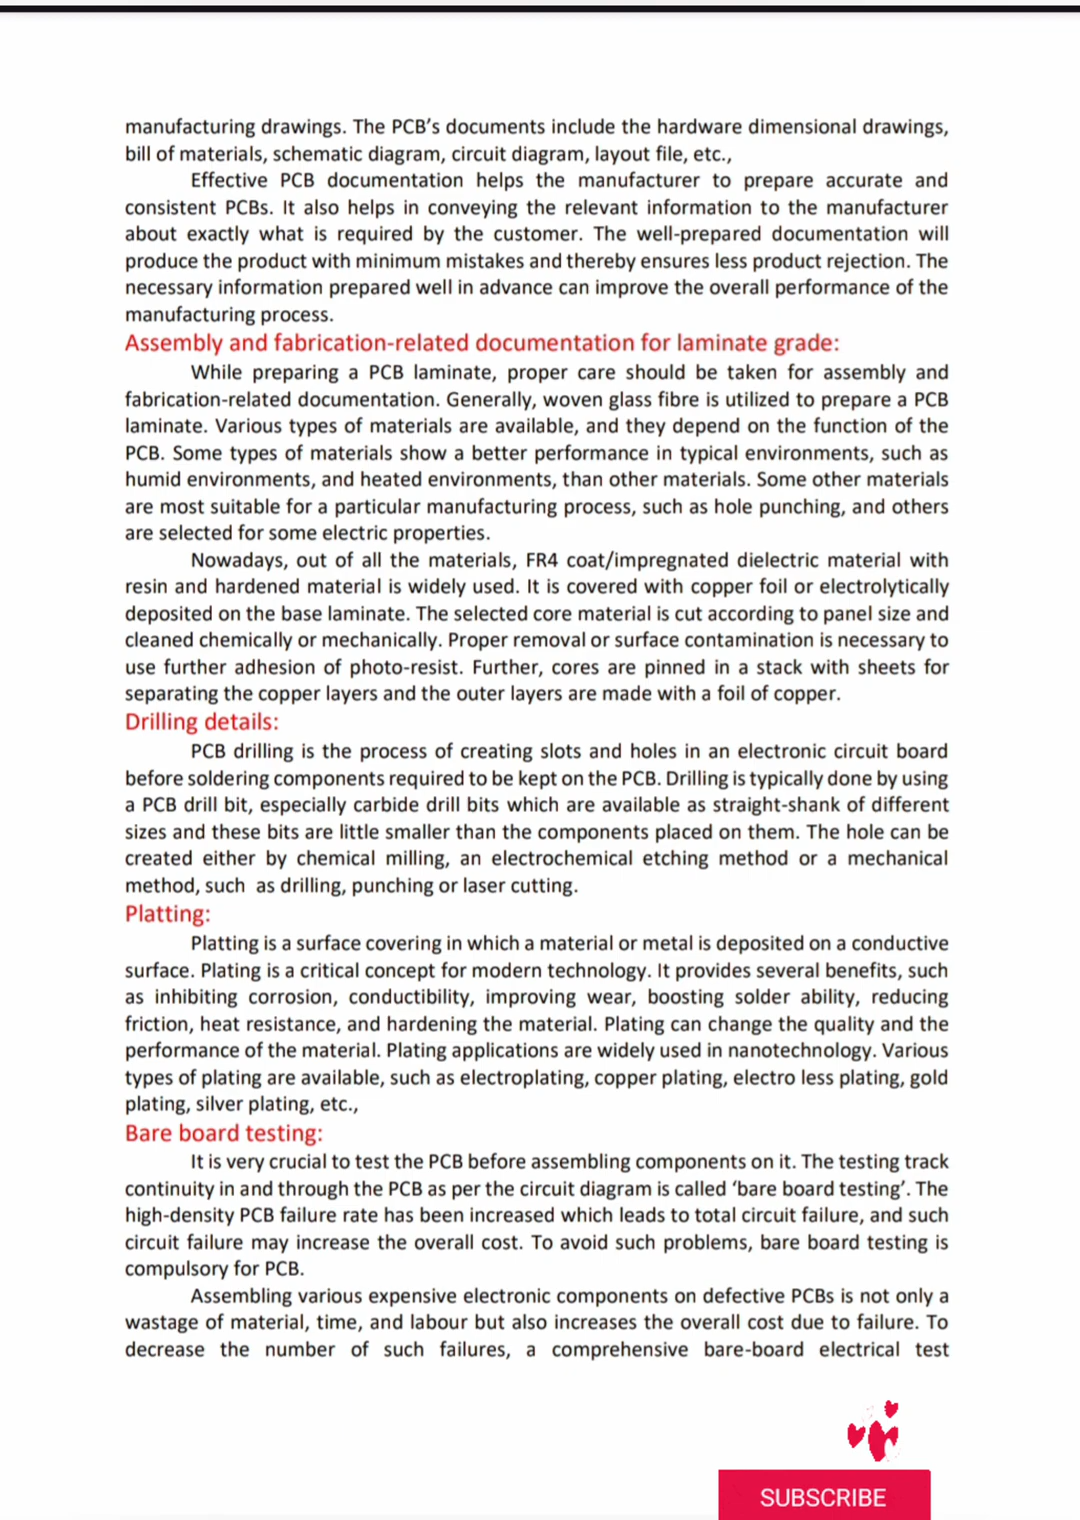 manufacturing drawings. The PCB's documents include the hardware dimensional drawings,
bill of materials, schematic diagram, circuit diagram, layout file, etc.,
Effective PCB documentation helps the manufacturer to prepare accurate and
consistent PCBs. It also helps in conveying the relevant information to the manufacturer
about exactly what is required by the customer. The well-prepared documentation will
produce the product with minimum mistakes and thereby ensures less product rejection. The
necessary information prepared well in advance can improve the overall performance of the
manufacturing process.
Assembly and fabrication-related documentation for laminate grade:
While preparing a PCB laminate, proper care should be taken for assembly and
fabrication-related documentation. Generally, woven glass fibre is utilized to prepare a PCB
laminate. Various types of materials are available, and they depend on the function of the
PCB. Some types of materials show a better performance in typical environments, such as
humid environments, and heated environments, than other materials. Some other materials
are most suitable for a particular manufacturing process, such as hole punching, and others
are selected for some electric properties.
Nowadays, out of all the materials, FR4 coat/impregnated dielectric material with
resin and hardened material is widely used. It is covered with copper foil or electrolytically
deposited on the base laminate. The selected core material is cut according to panel size and
cleaned chemically or mechanically. Proper removal or surface contamination is necessary to
use further adhesion of photo-resist. Further, cores are pinned in a stack with sheets for
separating the copper layers and the outer layers are made with a foil of copper.
Drilling details:
PCB drilling is the process of creating slots and holes in an electronic circuit board
before soldering components required to be kept on the PCB. Drilling is typically done by using
a PCB drill bit, especially carbide drill bits which are available as straight-shank of different
sizes and these bits are little smaller than the components placed on them. The hole can be
created either by chemical milling, an electrochemical etching method or a mechanical
method, such as drilling, punching or laser cutting.
Platting:
Platting is a surface covering in which a material or metal is deposited on a conductive
surface. Plating is a critical concept for modern technology. It provides several benefits, such
as inhibiting corrosion, conductibility, improving wear, boosting solder ability, reducing
friction, heat resistance, and hardening the material. Plating can change the quality and the
performance of the material. Plating applications are widely used in nanotechnology. Various
types of plating are available, such as electroplating, copper plating, electro less plating, gold
plating, silver plating, etc.,
Bare board testing:
It is very crucial to test the PCB before assembling components on it. The testing track
continuity in and through the PCB as per the circuit diagram is called 'bare board testing'. The
high-density PCB failure rate has been increased which leads to total circuit failure, and such
circuit failure may increase the overall cost. To avoid such problems, bare board testing is
compulsory for PCB.
Assembling various expensive electronic components on defective PCBs is not only a
wastage of material, time, and labour but also increases the overall cost due to failure. To
decrease the number of such failures, a comprehensive bare-board electrical test
SUBSCRIBE